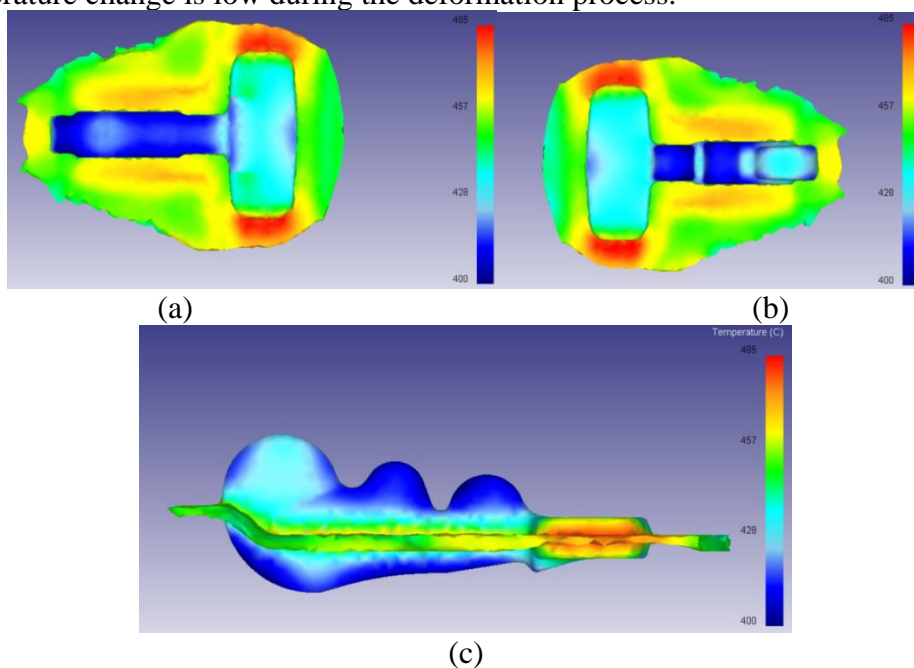 erature change is low during the deformation process.
485
457
428
400
485
457
428
400
(a)
(b)
Temperature (C)
485
457
428
400
(c)